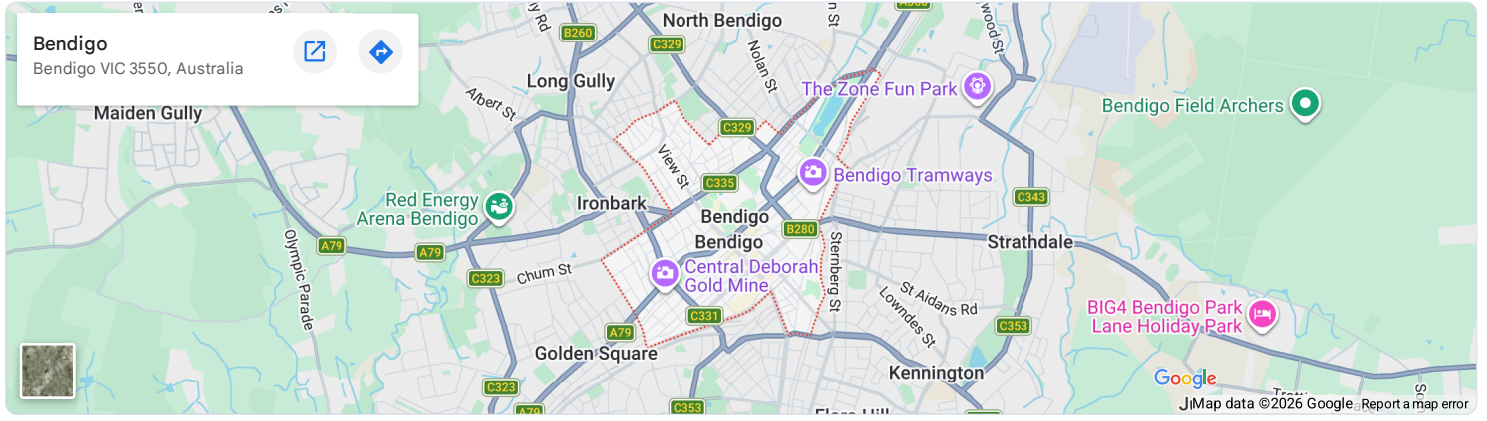 Bendigo
Bendigo VIC 3550, Australia
North Bendigo
B260
C329
Long Gully
Nolan St
The Zone Fun Park
Albert St
Maiden Gully
Bendigo Field Archers
C329
View St
C335
Bendigo Tramways
Red Energy
Arena Bendigo
Ironbark
C343
Bendigo
Bendigo
B280
A79
A79
Strathdale
Olympic Parade
Sternberg St
Central Deborah
Gold Mine
C323
Chum St
St Aidans Rd
Lowndes St
BIG4 Bendigo Park
Lane Holiday Park
C331
A79
C353
Golden Square
Kennington
C323
Google
C353
A79
Map data ©2026 Google
Report a map error